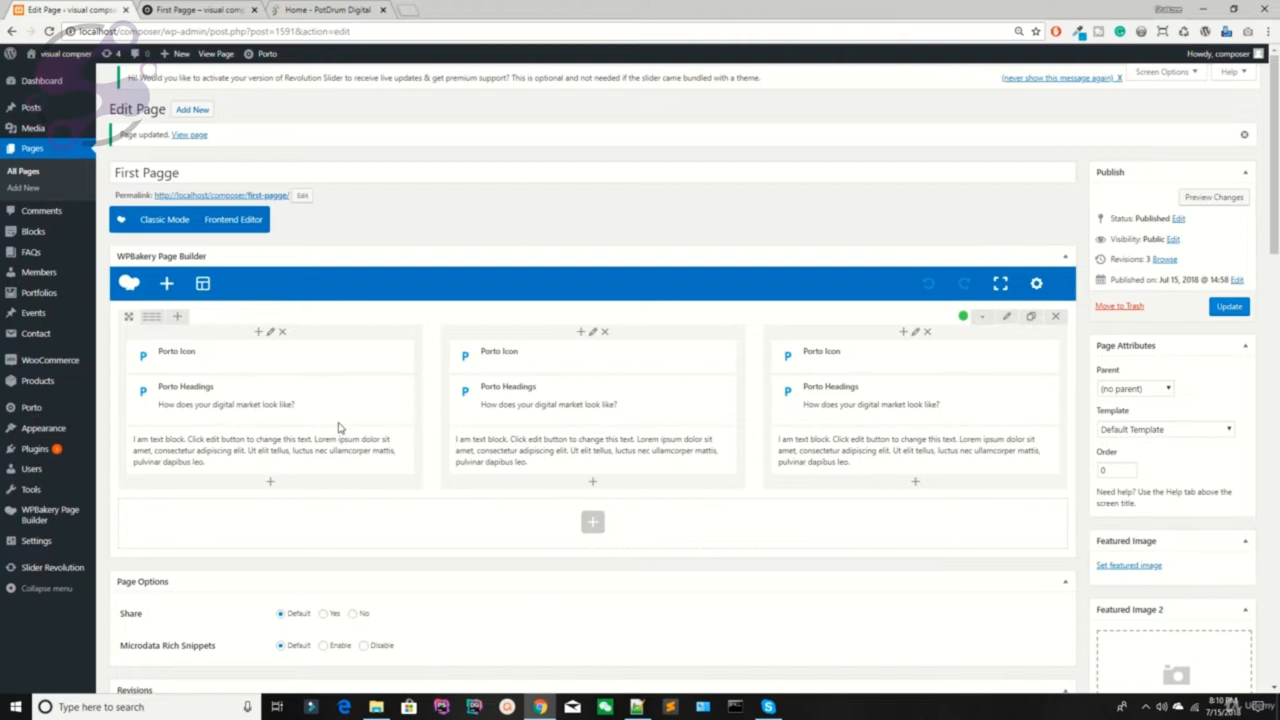 Edit Page ‹ visual compse
First Pagge – visual com
Home - PotDrum Digital
localhost/composer/wp-admin/post.php?post=1591&action=edit
visual compser
4
0
New
View Page
Porto
Howdy, composer
Hi! Would you like to activate your version of Revolution Slider to receive live updates & get premium support? This is optional and not needed if the slider came bundled with a theme.
(never show this message again) X
Screen Options
Help
Dashboard
Posts
Media
Pages
All Pages
Add New
Comments
Blocks
FAQs
Members
Portfolios
Events
Contact
WooCommerce
Products
Porto
Appearance
Plugins
Users
Tools
WPBakery Page
Builder
Settings
Slider Revolution
Collapse menu
Edit Page
Add New
Page updated. View page
First Pagge
Permalink: http://localhost/composer/first-pagge/
Edit
Classic Mode
Frontend Editor
WPBakery Page Builder
Porto Icon
Porto Headings
How does your digital market look like?
I am text block. Click edit button to change this text. Lorem ipsum dolor sit
amet, consectetur adipiscing elit. Ut elit tellus, luctus nec ullamcorper mattis,
pulvinar dapibus leo.
Porto Icon
Porto Headings
How does your digital market look like?
I am text block. Click edit button to change this text. Lorem ipsum dolor sit
amet, consectetur adipiscing elit. Ut elit tellus, luctus nec ullamcorper mattis,
pulvinar dapibus leo.
Porto Icon
Porto Headings
How does your digital market look like?
I am text block. Click edit button to change this text. Lorem ipsum dolor sit
amet, consectetur adipiscing elit. Ut elit tellus, luctus nec ullamcorper mattis,
pulvinar dapibus leo.
Page Options
Share
Default
Yes
No
Microdata Rich Snippets
Default
Enable
Disable
Revisions
Publish
Preview Changes
Status: Published Edit
Visibility: Public Edit
Revisions: 3 Browse
Published on: Jul 15, 2018 @ 14:58 Edit
Move to Trash
Update
Page Attributes
Parent
(no parent)
Template
Default Template
Order
0
Need help? Use the Help tab above the
screen title.
Featured Image
Set featured image
Featured Image 2
Type here to search
8:10 PM
7/15/2018
Udemy